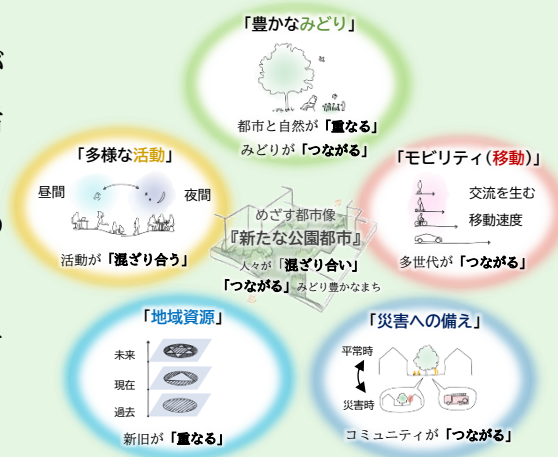 「豊かなみどり」
都市と自然が「重なる」
みどりが「つながる」
「多様な活動」
昼間
夜間
活動が「混ざり合う」
「モビリティ(移動)」
交流を生む
移動速度
多世代が「つながる」
めざす都市像
『新たな公園都市』
人々が「混ざり合い」
「つながる」みどり豊かなまち
「地域資源」
未来
現在
過去
新旧が「重なる」
「災害への備え」
平常時
災害時
コミュニティが「つながる」